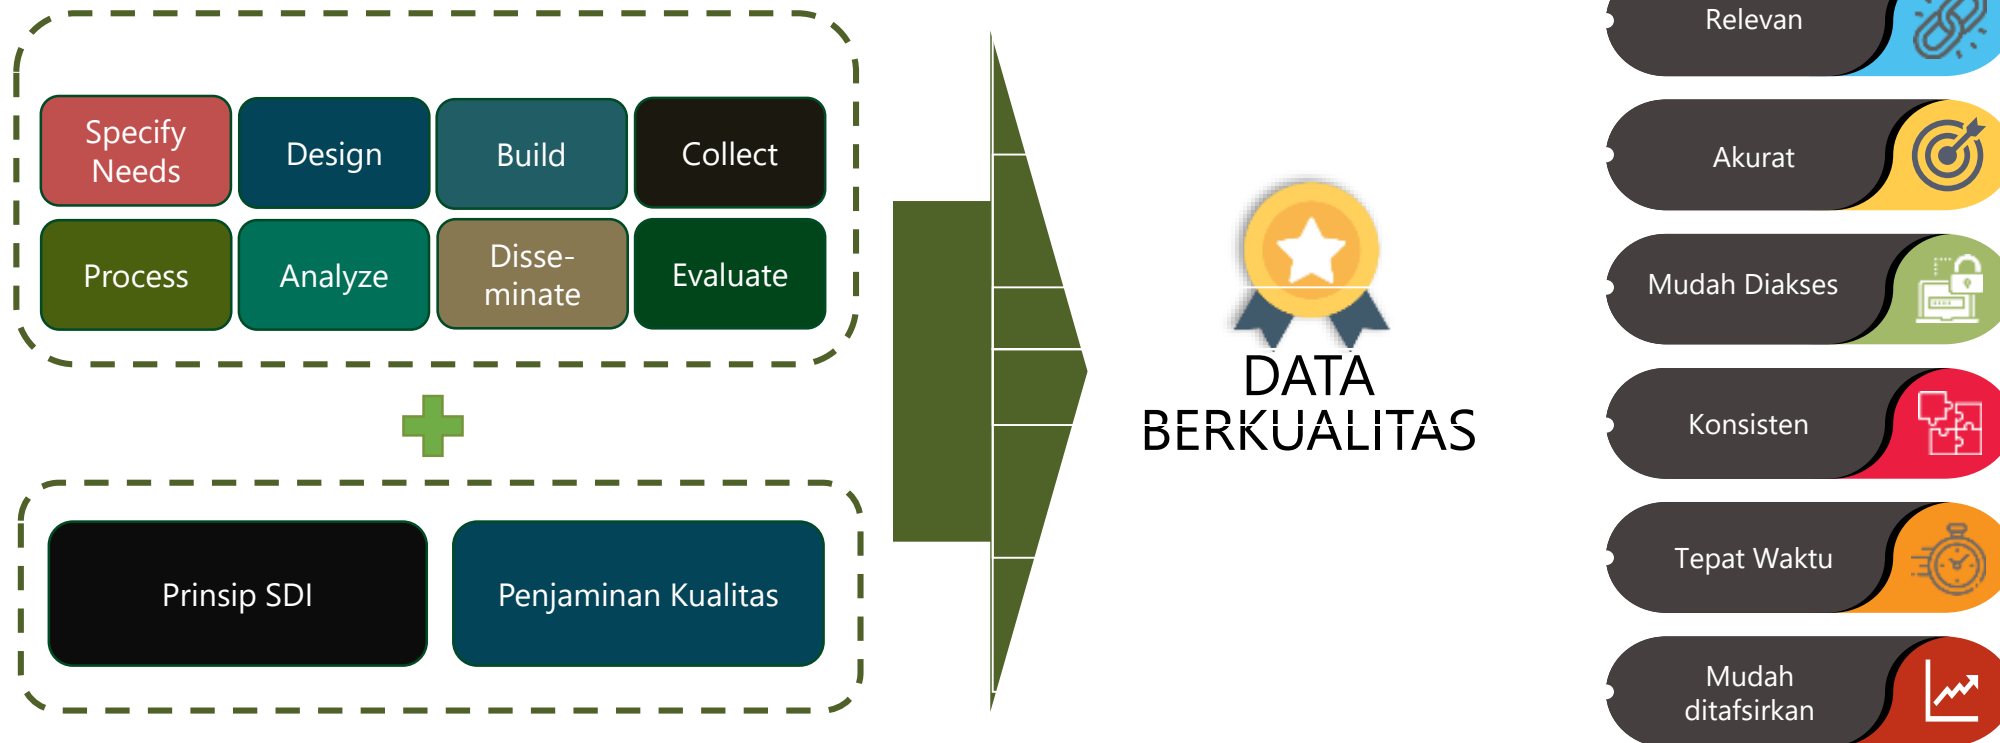 Specify
Needs
Design
Build
Collect
Process
Analyze
Disse-
minate
Evaluate
Prinsip SDI
Penjaminan Kualitas
DATA
BERKUALITAS
Relevan
Akurat
Mudah Diakses
Konsisten
Tepat Waktu
Mudah
ditafsirkan